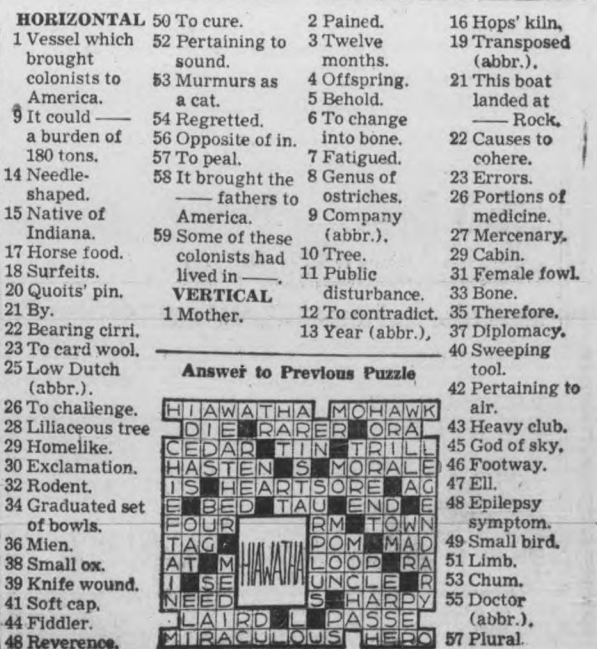 HORIZONTAL
1 Vessel which
brought
colonists to
America.
9 It could ——
a burden of
180 tons.
14 Needle-
shaped.
15 Native of
Indiana.
17 Horse food.
18 Surfeits.
20 Quoits' pin.
21 By.
22 Bearing cirri.
23 To card wool.
25 Low Dutch
(abbr.).
26 To challenge.
28 Liliaceous tree
29 Homelike.
30 Exclamation.
32 Rodent.
34 Graduated set
of bowls.
36 Mien.
38 Small ox.
39 Knife wound.
41 Soft cap.
44 Fiddler.
48 Reverence.
50 To cure.
52 Pertaining to
sound.
53 Murmurs as
a cat.
54 Regretted.
56 Opposite of in.
57 To peal.
58 It brought the
—— fathers to
America.
59 Some of these
colonists had
lived in ——.
VERTICAL
1 Mother.
2 Pained.
3 Twelve
months.
4 Offspring.
5 Behold.
6 To change
into bone.
7 Fatigued.
8 Genus of
ostriches.
9 Company
(abbr.).
10 Tree.
11 Public
disturbance.
12 To contradict.
13 Year (abbr.).
16 Hops' kiln.
19 Transposed
(abbr.).
21 This boat
landed at
—— Rock.
22 Causes to
cohere.
23 Errors.
26 Portions of
medicine.
27 Mercenary.
29 Cabin.
31 Female fowl.
33 Bone.
35 Therefore.
37 Diplomacy.
40 Sweeping
tool.
42 Pertaining to
air.
43 Heavy club.
45 God of sky.
46 Footway.
47 Ell.
48 Epilepsy
symptom.
49 Small bird.
51 Limb.
53 Chum.
55 Doctor
(abbr.).
57 Plural
Answer to Previous Puzzle
HIAWATHA MOHAWK
DIE RARER ORA
CEDAR TIN TRILL
HASTEN S MORALE
IS HEARTSORE AG
E BED TAU END E
FOUR RM TOWN
TAG HIAWATHA POM MAD
AT M LOOP RA
I SE UNCLE R
NEED S HARPY
LAIRD L PASSE
MIRACULOUS HERO